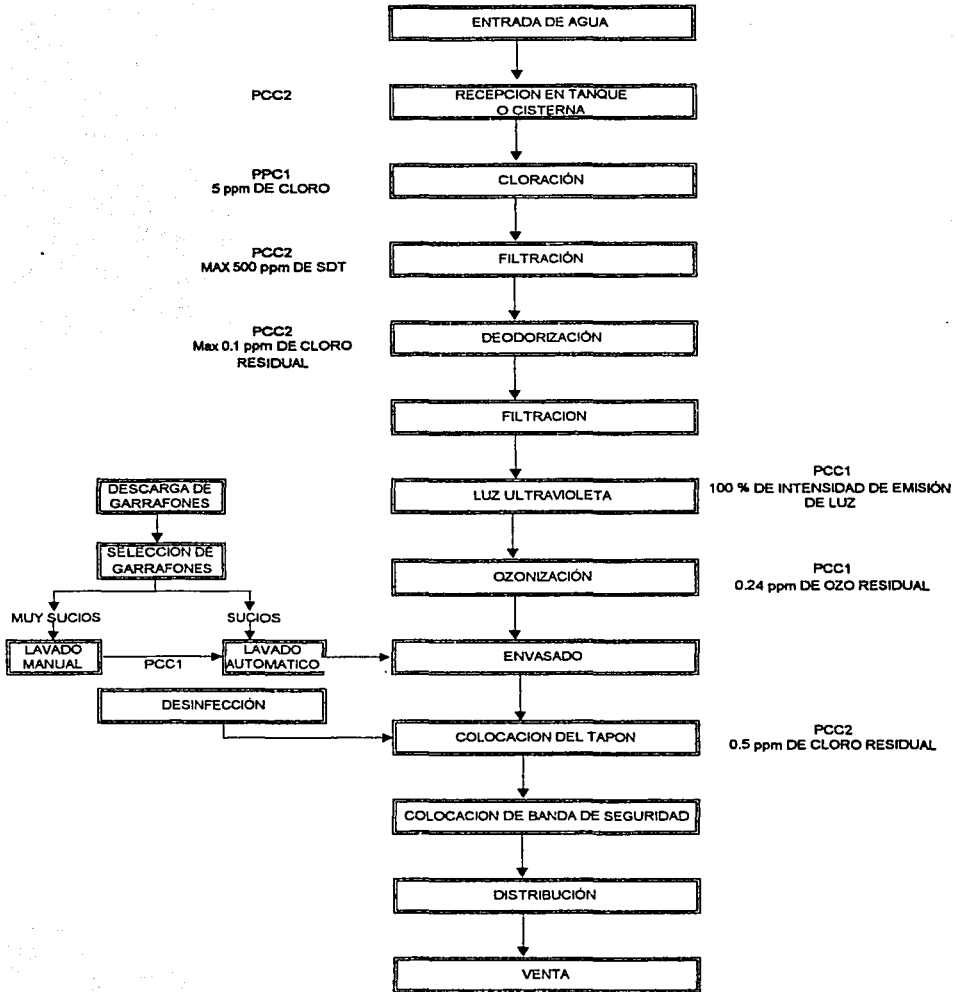 ENTRADA DE AGUA
PCC2
RECEPCION EN TANQUE
O CISTERNA
PPC1
5 ppm DE CLORO
CLORACIÓN
PCC2
MAX 500 ppm DE SDT
FILTRACIÓN
PCC2
Max 0.1 ppm DE CLORO
RESIDUAL
DEODORIZACIÓN
FILTRACION
LUZ ULTRAVIOLETA
PCC1
100 % DE INTENSIDAD DE EMISIÓN
DE LUZ
DESCARGA DE
GARRAFONES
SELECCION DE
GARRAFONES
OZONIZACIÓN
PCC1
0.24 ppm DE OZO RESIDUAL
MUY SUCIOS
SUCIOS
LAVADO
MANUAL
PCC1
LAVADO
AUTOMATICO
ENVASADO
DESINFECCIÓN
COLOCACION DEL TAPON
PCC2
0.5 ppm DE CLORO RESIDUAL
COLOCACION DE BANDA DE SEGURIDAD
DISTRIBUCIÓN
VENTA